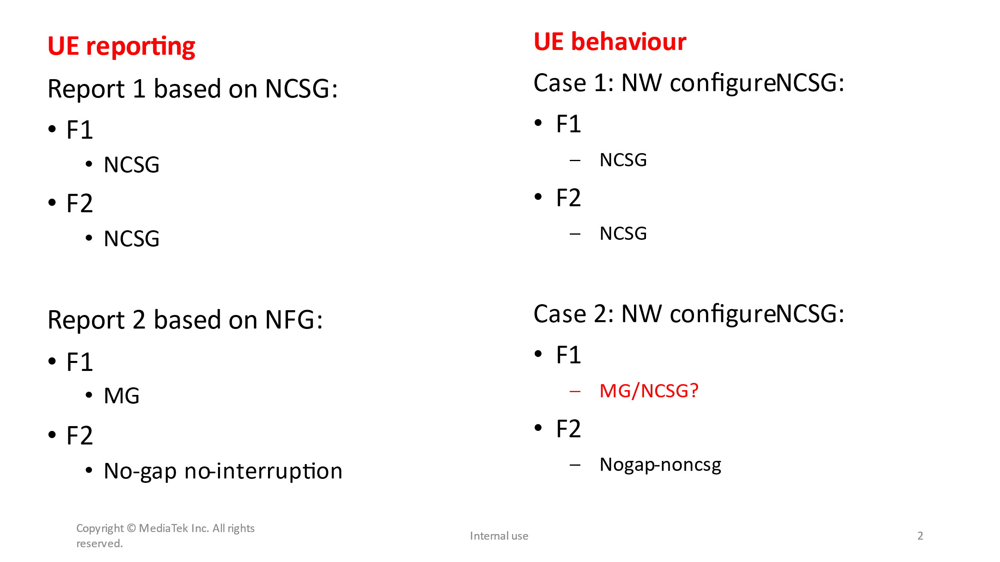 UE reporting
Report 1 based on NCSG:
• F1
• NCSG
• F2
• NCSG
Report 2 based on NFG:
• F1
• MG
• F2
• No-gap no-interruption
UE behaviour
Case 1: NW configureNCSG:
• F1
– NCSG
• F2
– NCSG
Case 2: NW configureNCSG:
• F1
– MG/NCSG?
• F2
– Nogap-noncsg
Copyright © MediaTek Inc. All rights
reserved.
Internal use
2